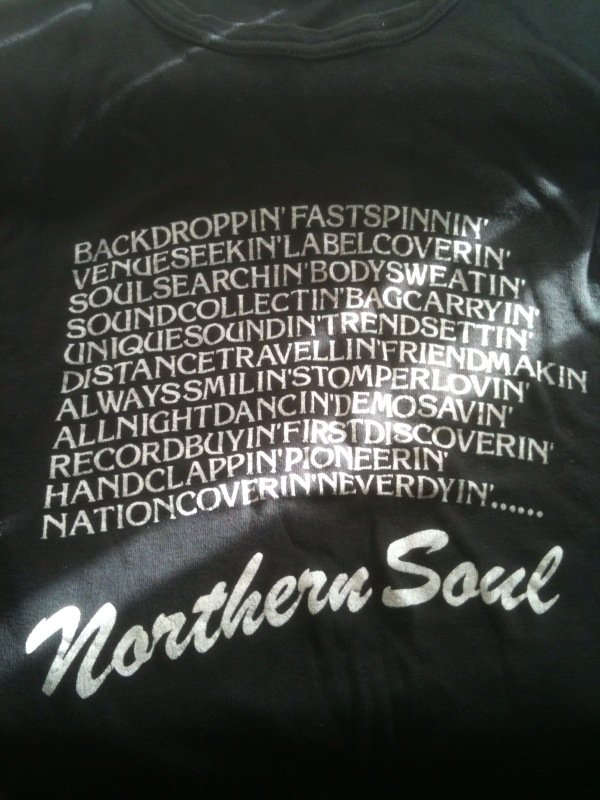 BACKDROPPIN' FASTSPINNIN'
VENUESEEKIN'LABELCOVERIN'
SOULSEARCHIN'BODYSWEATIN'
SOUNDCOLLECTIN'BAGCARRYIN'
UNIQUESOUNDIN'TRENDSETTIN'
DISTANCETRAVELLIN'FRIENDMAKIN
ALWAYSSMILIN'STOMPERLOVIN'
ALLNIGHTDANCIN'DEMOSAVIN'
RECORDBUYIN'FIRSTDISCOVERIN'
HANDCLAPPIN'PIONEERIN'
NATIONCOVERIN'NEVERDYIN'......
Northern Soul